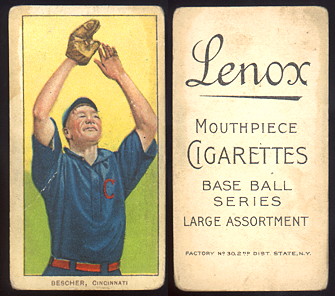 C
BESCHER, CINCINNATI
Lenox
MOUTHPIECE
CIGARETTES
BASE BALL
SERIES
LARGE ASSORTMENT
FACTORY Nº 30, 2ND DIST. STATE, N.Y.